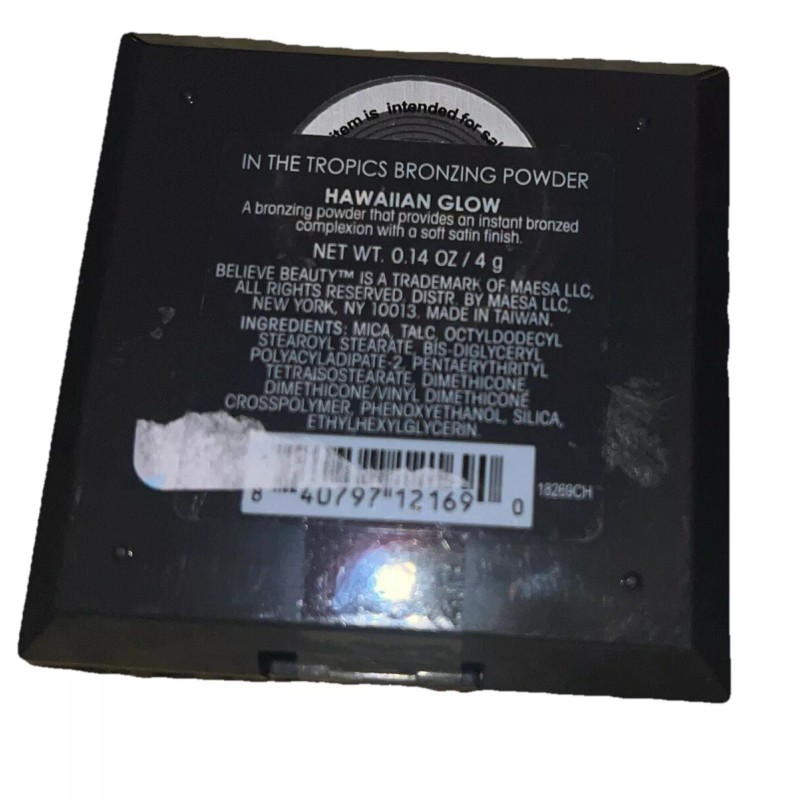 item is intended for
IN THE TROPICS BRONZING POWDER
HAWAIIAN GLOW
A bronzing powder that provides an instant bronzed
complexion with a soft satin finish.
NET WT. 0.14 OZ / 4 g
BELIEVE BEAUTY™ IS A TRADEMARK OF MAESA LLC,
ALL RIGHTS RESERVED. DISTR. BY MAESA LLC,
NEW YORK, NY 10013. MADE IN TAIWAN.
INGREDIENTS: MICA, TALC, OCTYLDODECYL
STEAROYL STEARATE, BIS-DIGLYCERYL
POLYACYLADIPATE-2, PENTAERYTHRITYL
TETRAISOSTEARATE, DIMETHICONE,
DIMETHICONE/VINYL DIMETHICONE
CROSSPOLYMER, PHENOXYETHANOL, SILICA,
ETHYLHEXYLGLYCERIN.
8 40797 12169 0
18269CH